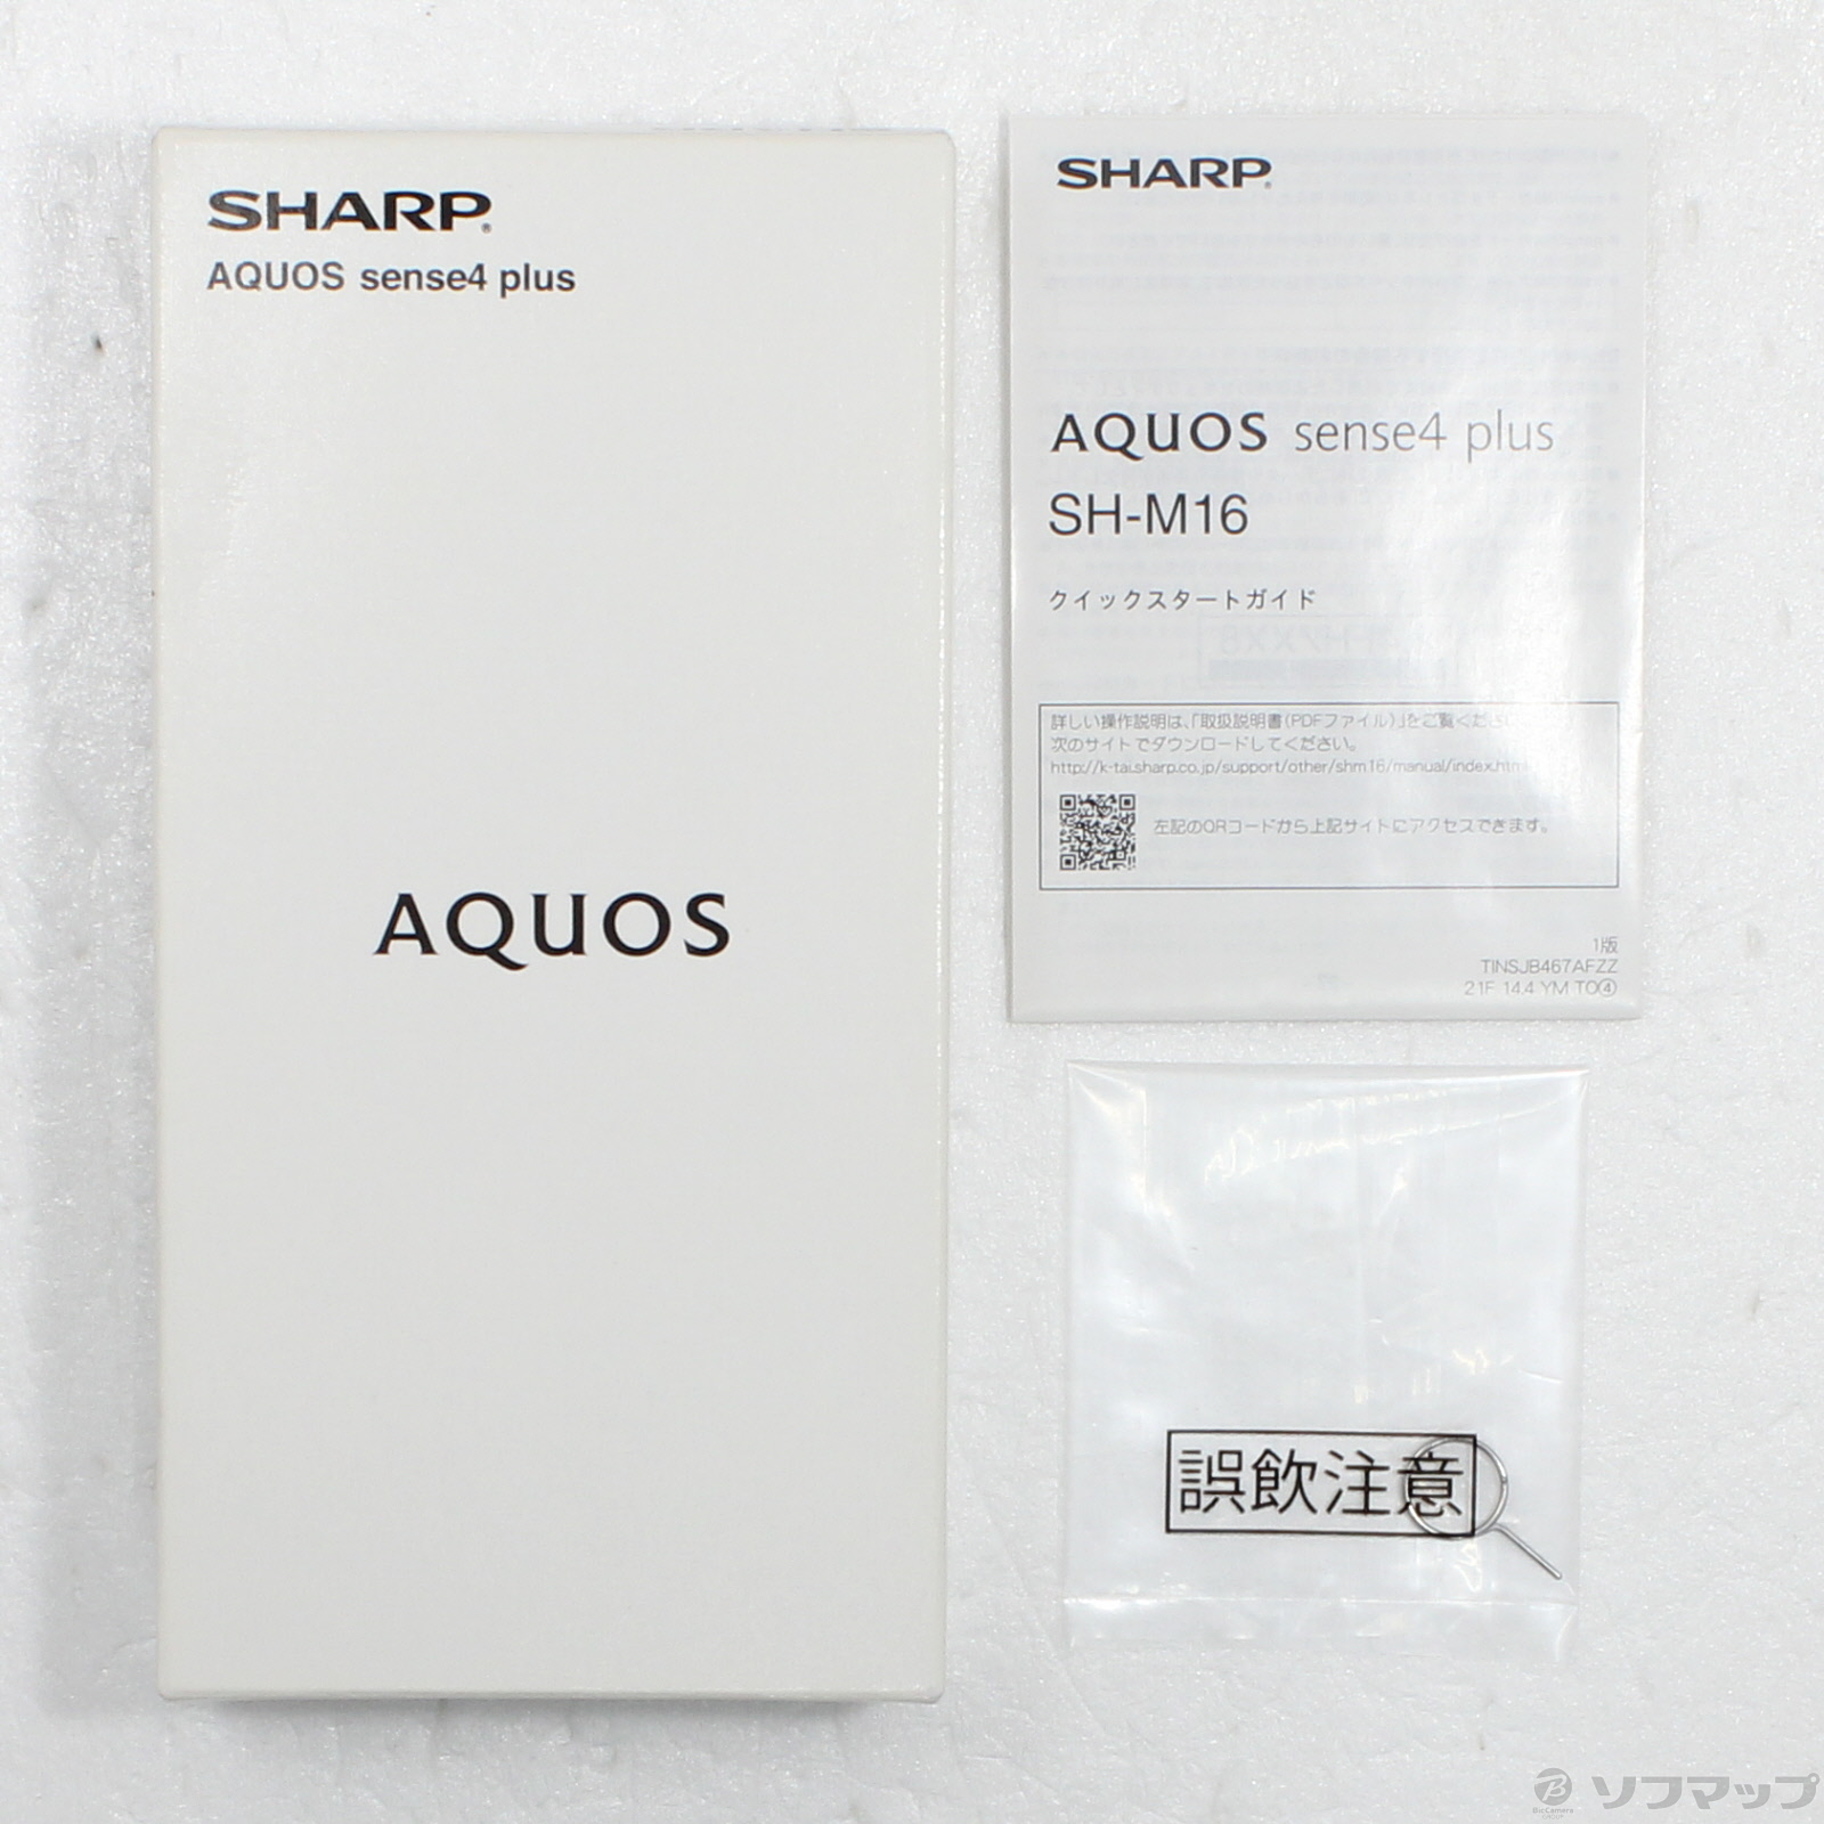 SHARP
AQUOS sense4 plus
AQUOS
SHARP
AQUOS sense4 plus
SH-M16
クイックスタートガイド
詳しい操作説明は、「取扱説明書(PDFファイル)」をご覧ください
次のサイトでダウンロードしてください。
http://k-tai.sharp.co.jp/support/other/shm16/manual/index.html
左記のQRコードから上記サイトにアクセスできます。
1版
TINSJB467AFZZ
21F 14.4 YM TO④
誤飲注意
BicCamera
GROUP
ソフマップ